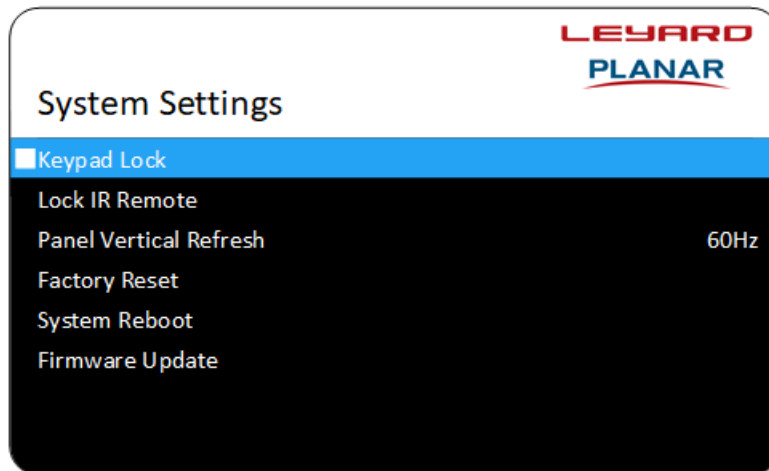 LEYARD
PLANAR
System Settings
Keypad Lock
Lock IR Remote
Panel Vertical Refresh 60Hz
Factory Reset
System Reboot
Firmware Update